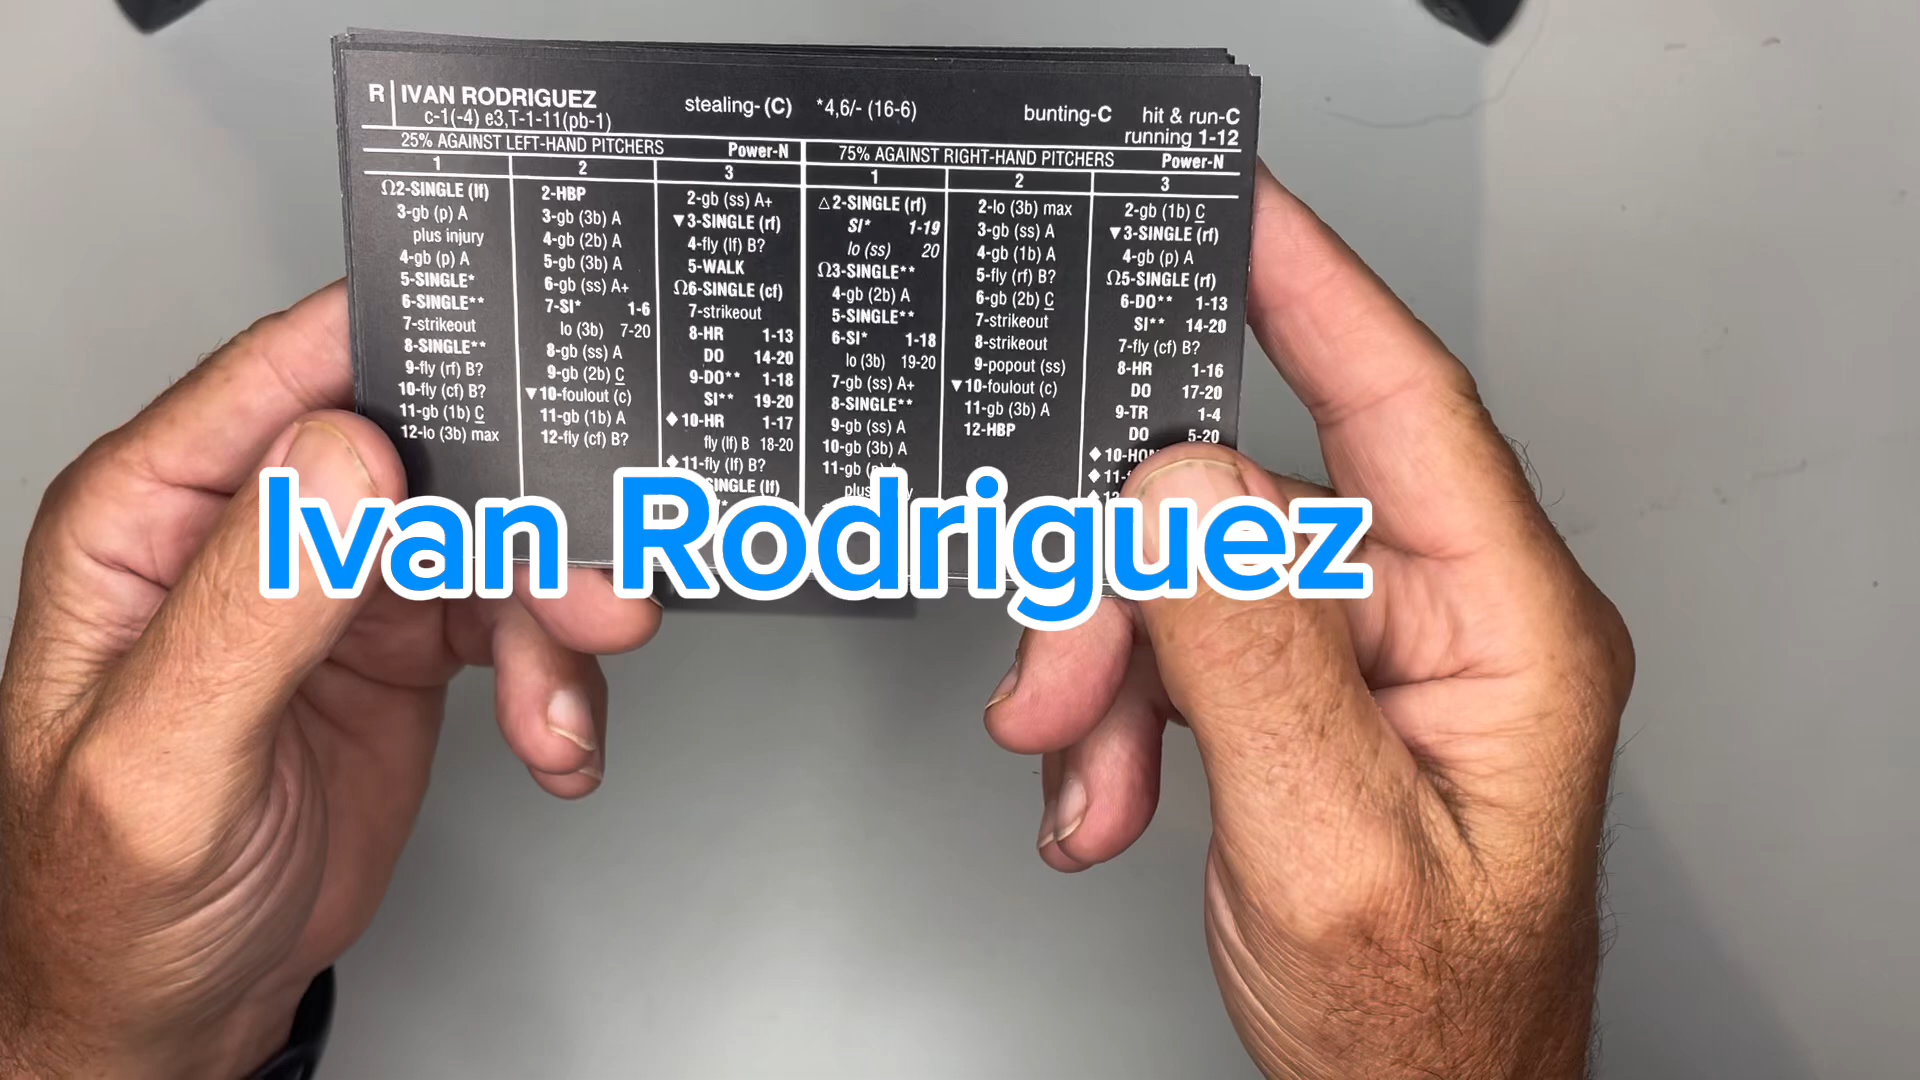 R IVAN RODRIGUEZ stealing-(C) *4,6/- (16-6) bunting-C hit & run-C
c-1(-4) e3,T-1-11(pb-1) running 1-12
25% AGAINST LEFT-HAND PITCHERS Power-N
1
Ω2-SINGLE (lf)
3-gb (p) A
plus injury
4-gb (p) A
5-SINGLE*
6-SINGLE**
7-strikeout
8-SINGLE**
9-fly (rf) B?
10-fly (cf) B?
11-gb (1b) C
12-lo (3b) max
2
2-HBP
3-gb (3b) A
4-gb (2b) A
5-gb (3b) A
6-gb (ss) A+
7-SI* 1-6
lo (3b) 7-20
8-gb (ss) A
9-gb (2b) C
▼10-foulout (c)
11-gb (1b) A
12-fly (cf) B?
3
2-gb (ss) A+
▼3-SINGLE (rf)
4-fly (lf) B?
5-WALK
Ω6-SINGLE (cf)
7-strikeout
8-HR 1-13
DO 14-20
9-DO** 1-18
SI** 19-20
♦10-HR 1-17
fly (lf) B 18-20
♦11-fly (lf) B?
(lf)
75% AGAINST RIGHT-HAND PITCHERS Power-N
1
△2-SINGLE (rf)
SI* 1-19
lo (ss) 20
Ω3-SINGLE**
4-gb (2b) A
5-SINGLE**
6-SI* 1-18
lo (3b) 19-20
7-gb (ss) A+
8-SINGLE**
9-gb (ss) A
10-gb (3b) A
11-gb
plus
2
2-lo (3b) max
3-gb (ss) A
4-gb (1b) A
5-fly (rf) B?
6-gb (2b) C
7-strikeout
8-strikeout
9-popout (ss)
▼10-foulout (c)
11-gb (3b) A
12-HBP
3
2-gb (1b) C
▼3-SINGLE (rf)
4-gb (p) A
Ω5-SINGLE (rf)
6-DO** 1-13
SI** 14-20
7-fly (cf) B?
8-HR 1-16
DO 17-20
9-TR 1-4
DO 5-20
♦10-
♦11-
Ivan Rodriguez